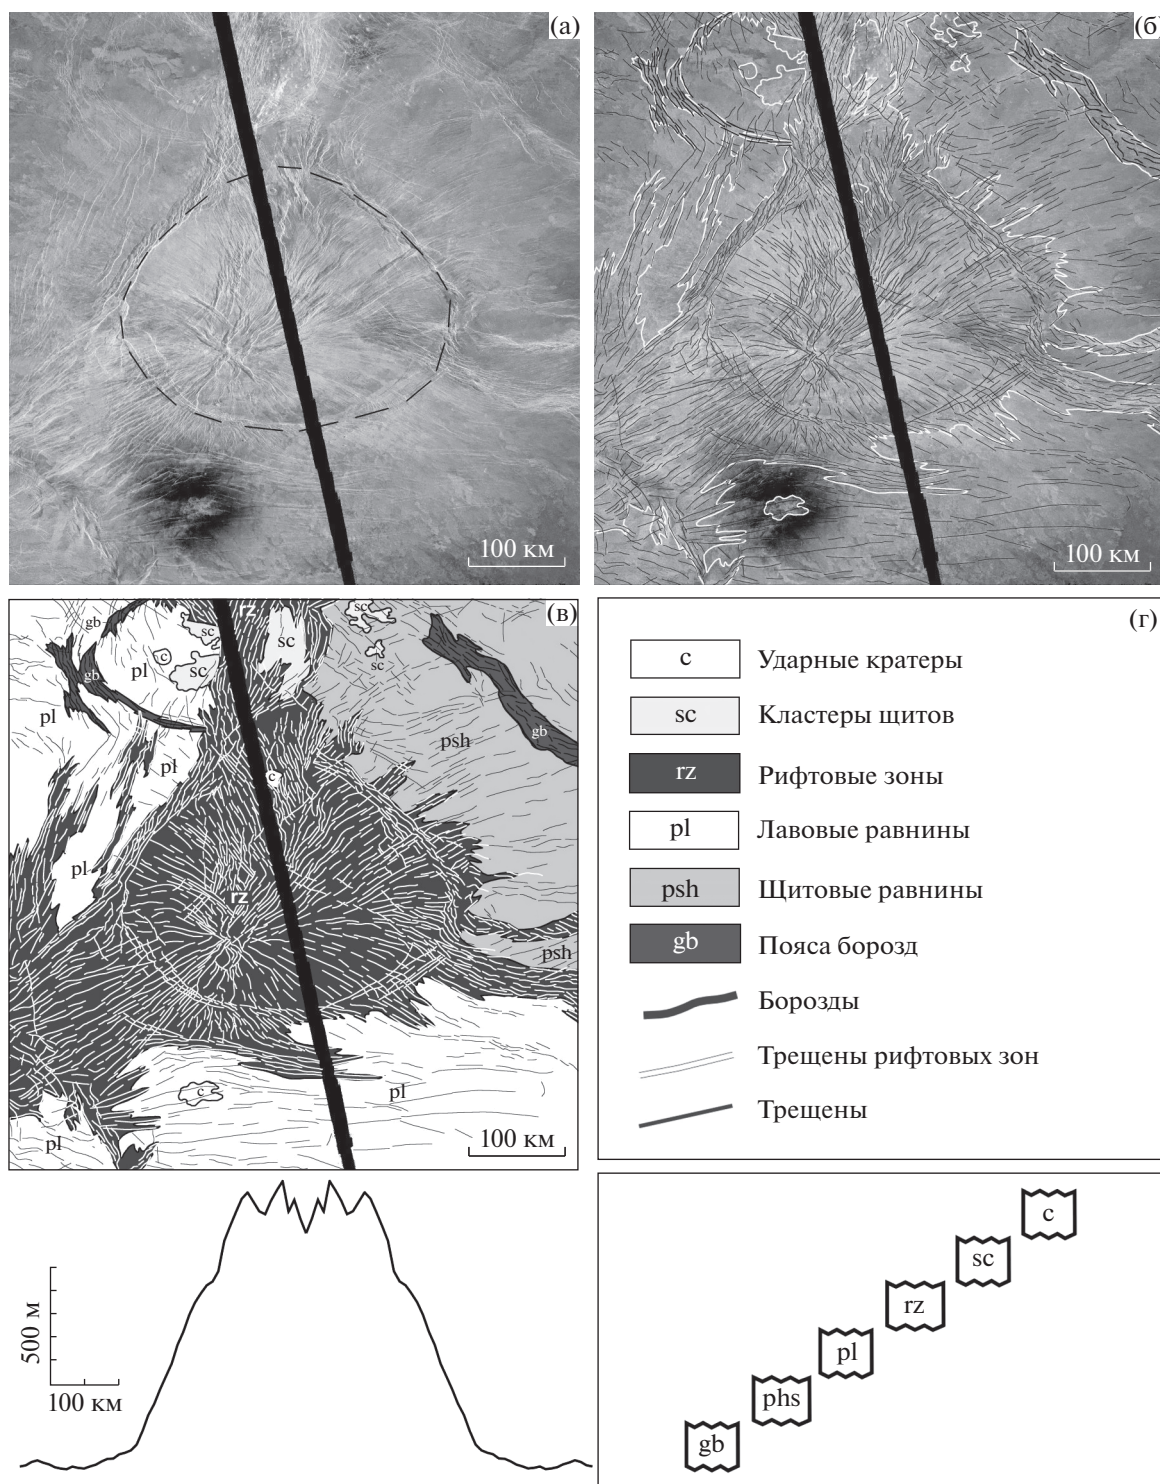 (а)
100 км
(б)
100 км
(в)
rz
gb
sc
sc
sc
c
pl
sc
sc
gb
pl
pl
psh
gb
c
pl
rz
psh
c
pl
pl
100 км
(г)
c Ударные кратеры
sc Кластеры щитов
rz Рифтовые зоны
pl Лавовые равнины
psh Щитовые равнины
gb Пояса борозд
Борозды
Трещены рифтовых зон
Трещены
500 м
100 км
c
sc
rz
pl
phs
gb